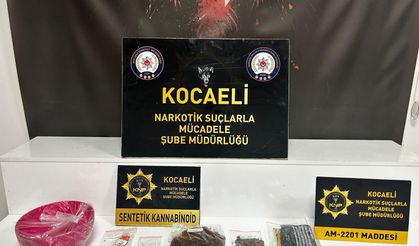 KOCAELİ
NARKOTİK SUÇLARLA
MÜCADELE
ŞUBE MÜDÜRLÜĞÜ
KOCAELİ
NARKOTİK SUÇLARLA
MÜCADELE
ŞUBE MÜDÜRLÜĞÜ
SENTETİK KANNABİNOİD
KOCAELİ
NARKOTİK SUÇLARLA
MÜCADELE
ŞUBE MÜDÜRLÜĞÜ
AM-2201 MADDESİ